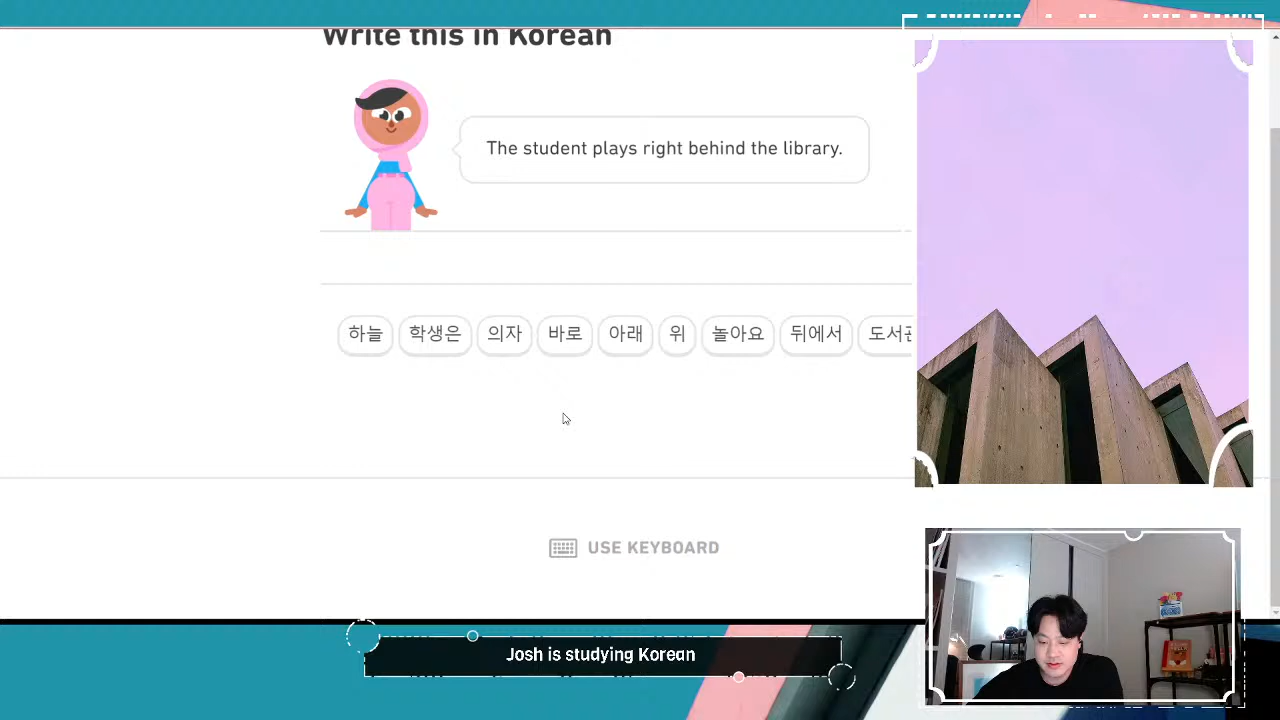 Write this in Korean
The student plays right behind the library.
하늘 학생은 의자 바로 아래 위 놀아요 뒤에서
USE KEYBOARD
Josh is studying Korean